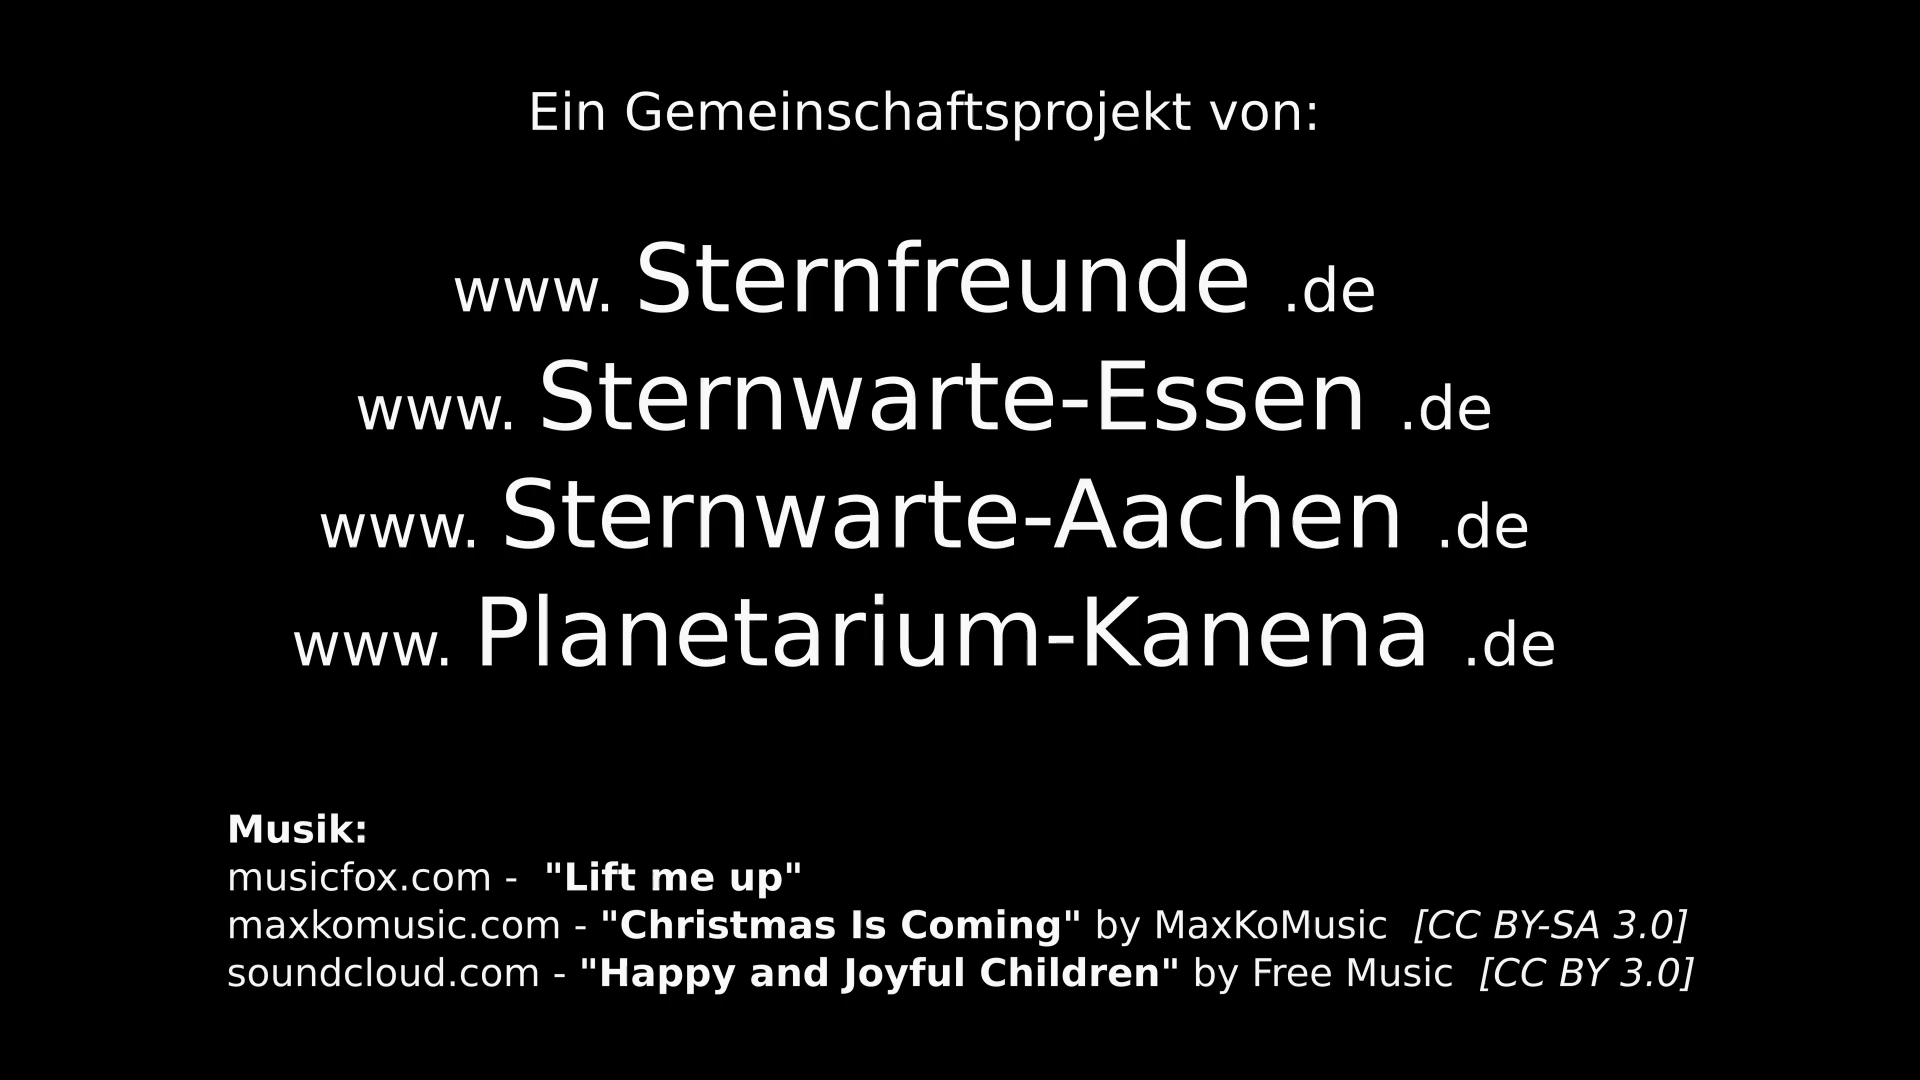 Ein Gemeinschaftsprojekt von:
www. Sternfreunde .de
www. Sternwarte-Essen .de
www. Sternwarte-Aachen .de
www. Planetarium-Kanena .de
Musik:
musicfox.com - "Lift me up"
maxkomusic.com - "Christmas Is Coming" by MaxKoMusic [CC BY-SA 3.0]
soundcloud.com - "Happy and Joyful Children" by Free Music [CC BY 3.0]